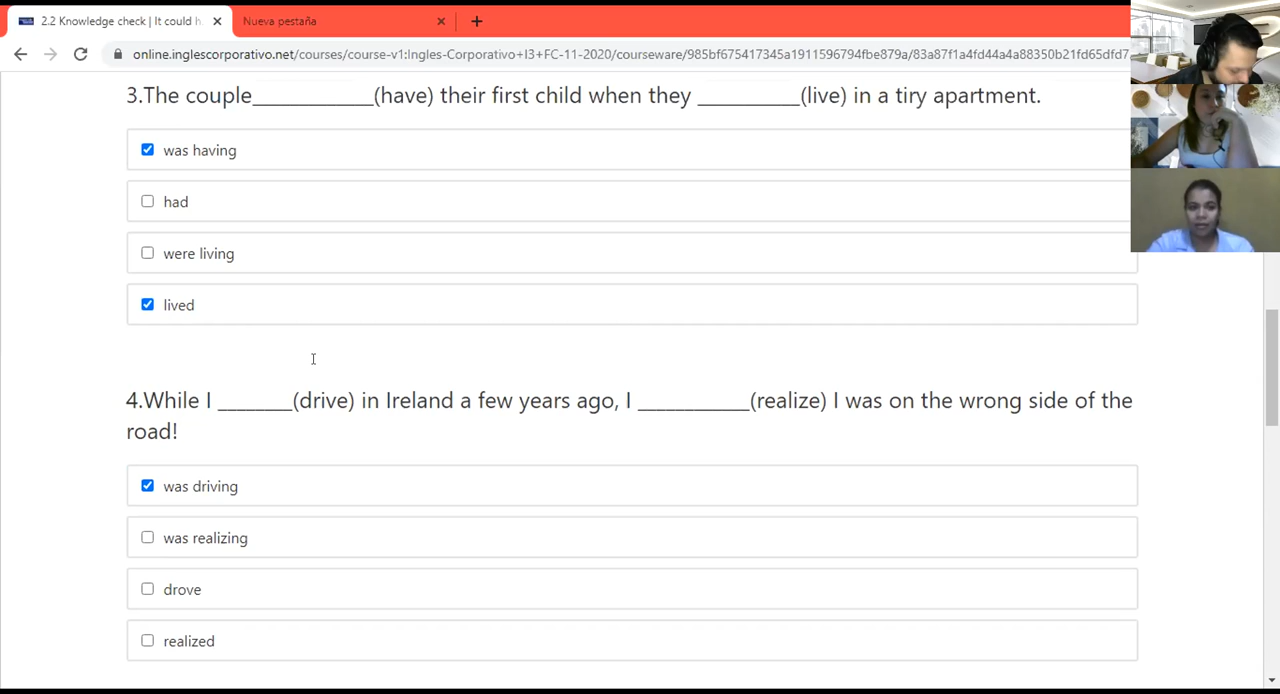 2.2 Knowledge check | It could h
Nueva pestaña
online.inglescorporativo.net/courses/course-v1:Ingles-Corporativo+I3+FC-11-2020/courseware/985bf675417345a1911596794fbe879a/83a87f1a4fd44a4a88350b21fd65dfd7
3.The couple____________(have) their first child when they __________(live) in a tiry apartment.
was having
had
were living
lived
4.While I ________(drive) in Ireland a few years ago, I ____________(realize) I was on the wrong side of the
road!
was driving
was realizing
drove
realized